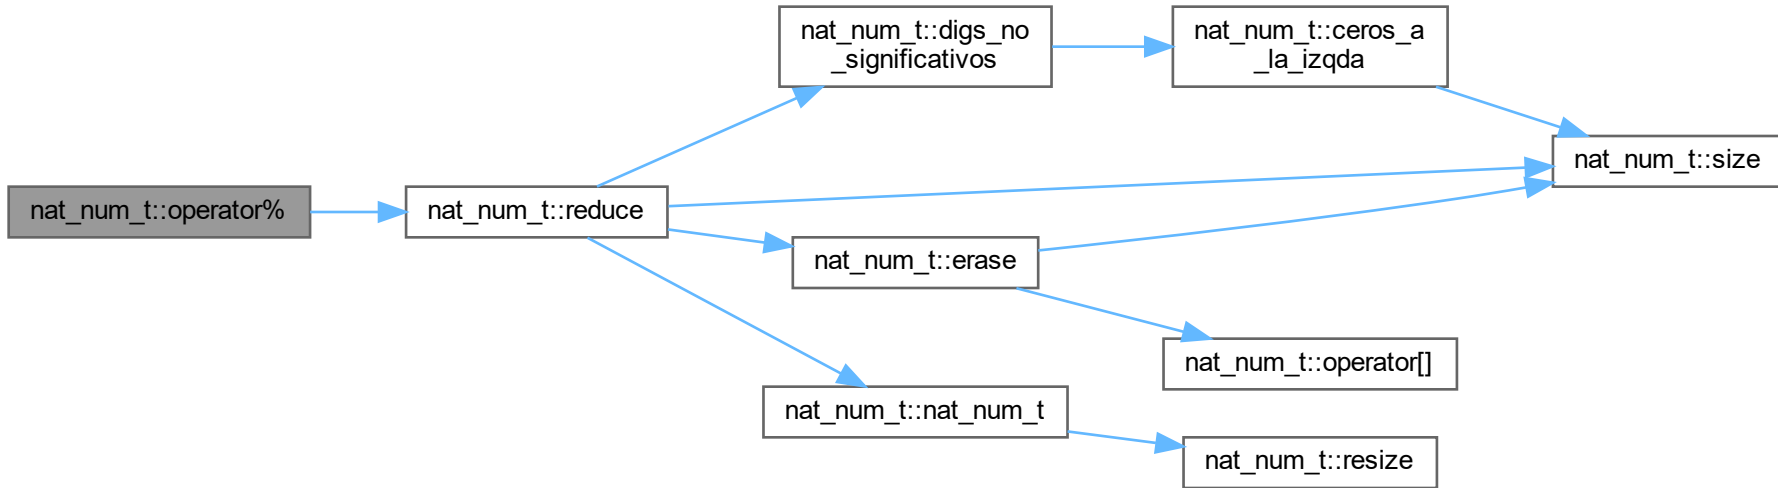 nat_num_t::operator%
nat_num_t::reduce
nat_num_t::digs_no
_significativos
nat_num_t::ceros_a
_la_izqda
nat_num_t::size
nat_num_t::erase
nat_num_t::operator[]
nat_num_t::nat_num_t
nat_num_t::resize